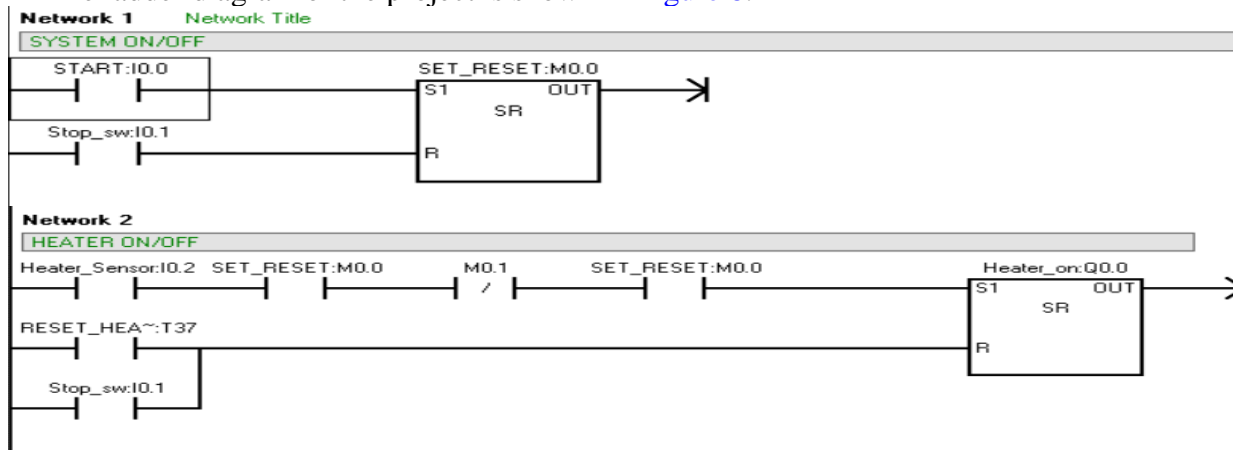 Network 1 Network Title
SYSTEM ON/OFF
START:I0.0 SET_RESET:M0.0
S1 OUT
SR
Stop_sw:I0.1
R
Network 2
HEATER ON/OFF
Heater_Sensor:I0.2 SET_RESET:M0.0 M0.1 SET_RESET:M0.0 Heater_on:Q0.0
/
S1 OUT
SR
RESET_HEA~:T37
R
Stop_sw:I0.1